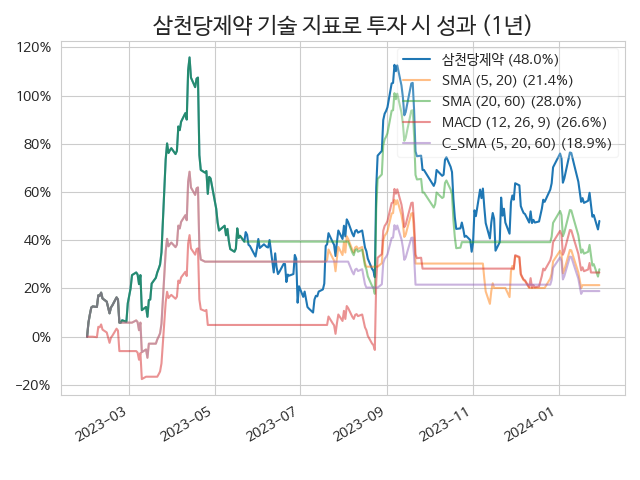 삼천당제약 기술 지표로 투자 시 성과 (1년)
120%
100%
80%
60%
40%
20%
0%
−20%
삼천당제약 (48.0%)
SMA (5, 20) (21.4%)
SMA (20, 60) (28.0%)
MACD (12, 26, 9) (26.6%)
C_SMA (5, 20, 60) (18.9%)
2023-03
2023-05
2023-07
2023-09
2023-11
2024-01